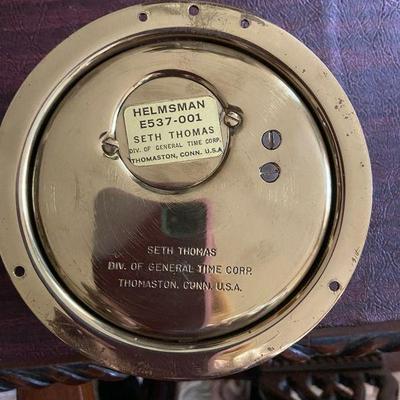 HELMSMAN
E537-001
SETH THOMAS
DIV. OF GENERAL TIME CORP.
THOMASTON, CONN. U.S.A.
SETH THOMAS
DIV. OF GENERAL TIME CORP.
THOMASTON. CONN. U.S.A.